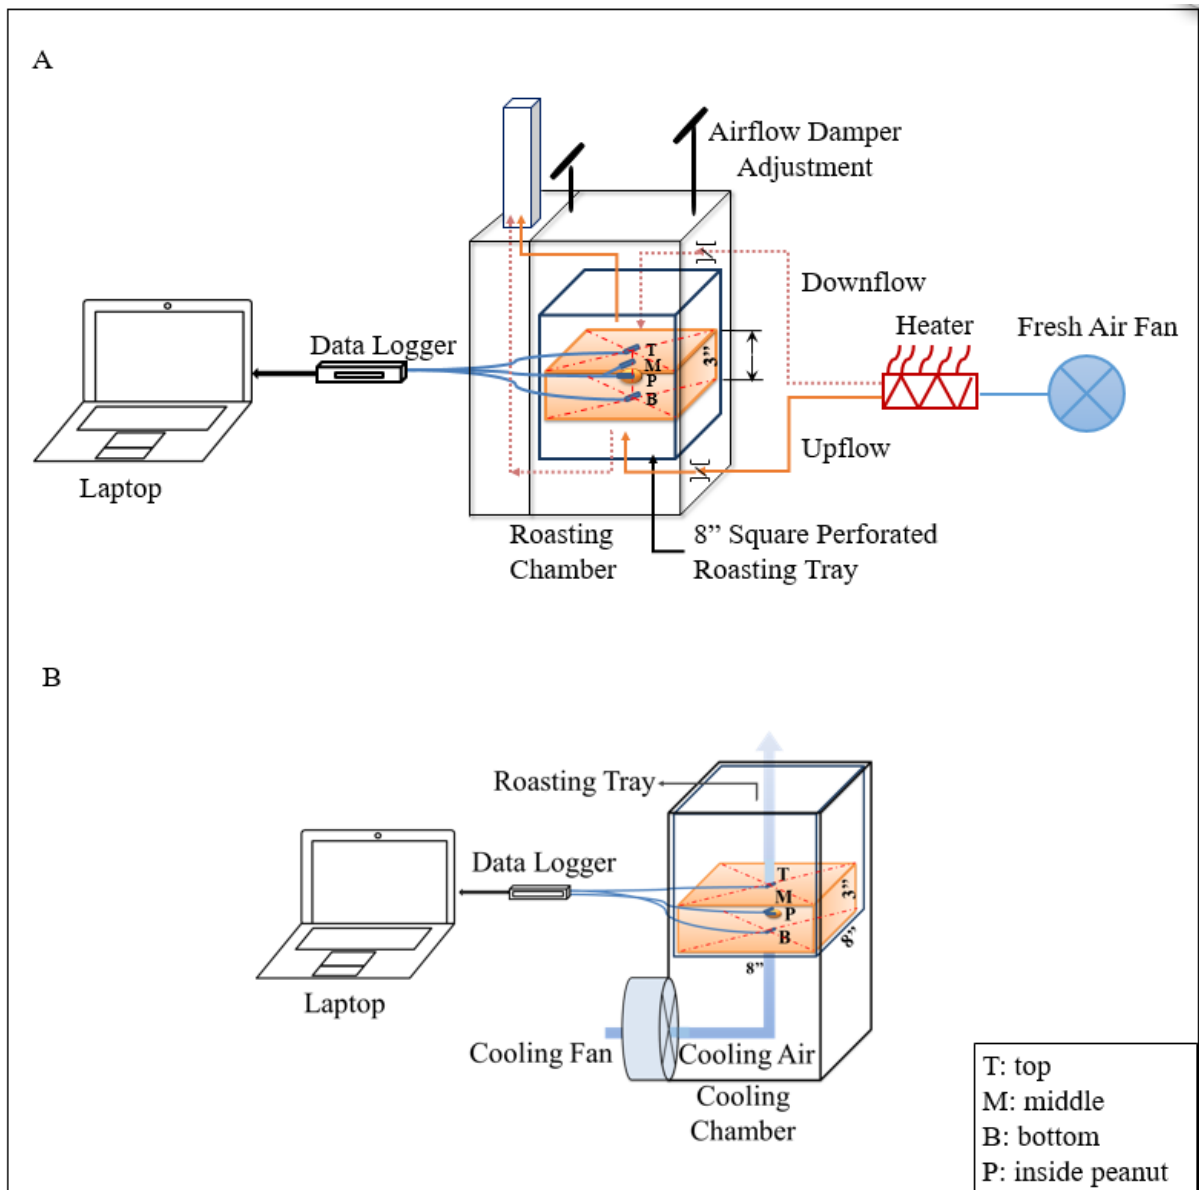 A
Airflow Damper
Adjustment
Downflow
Heater
Fresh Air Fan
Data Logger
T
M
P
B
3”
Upflow
Laptop
Roasting
Chamber
8” Square Perforated
Roasting Tray
B
Roasting Tray
Data Logger
T
M
P
B
3”
8”
8”
Laptop
Cooling Fan
Cooling Air
Cooling
Chamber
T: top
M: middle
B: bottom
P: inside peanut